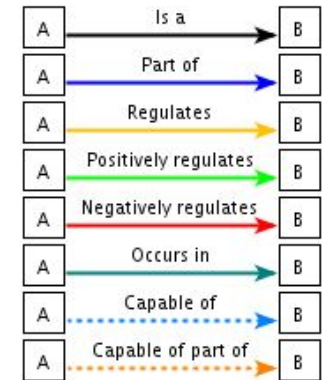 A Is a B
A Part of B
A Regulates B
A Positively regulates B
A Negatively regulates B
A Occurs in B
A Capable of B
A Capable of part of B